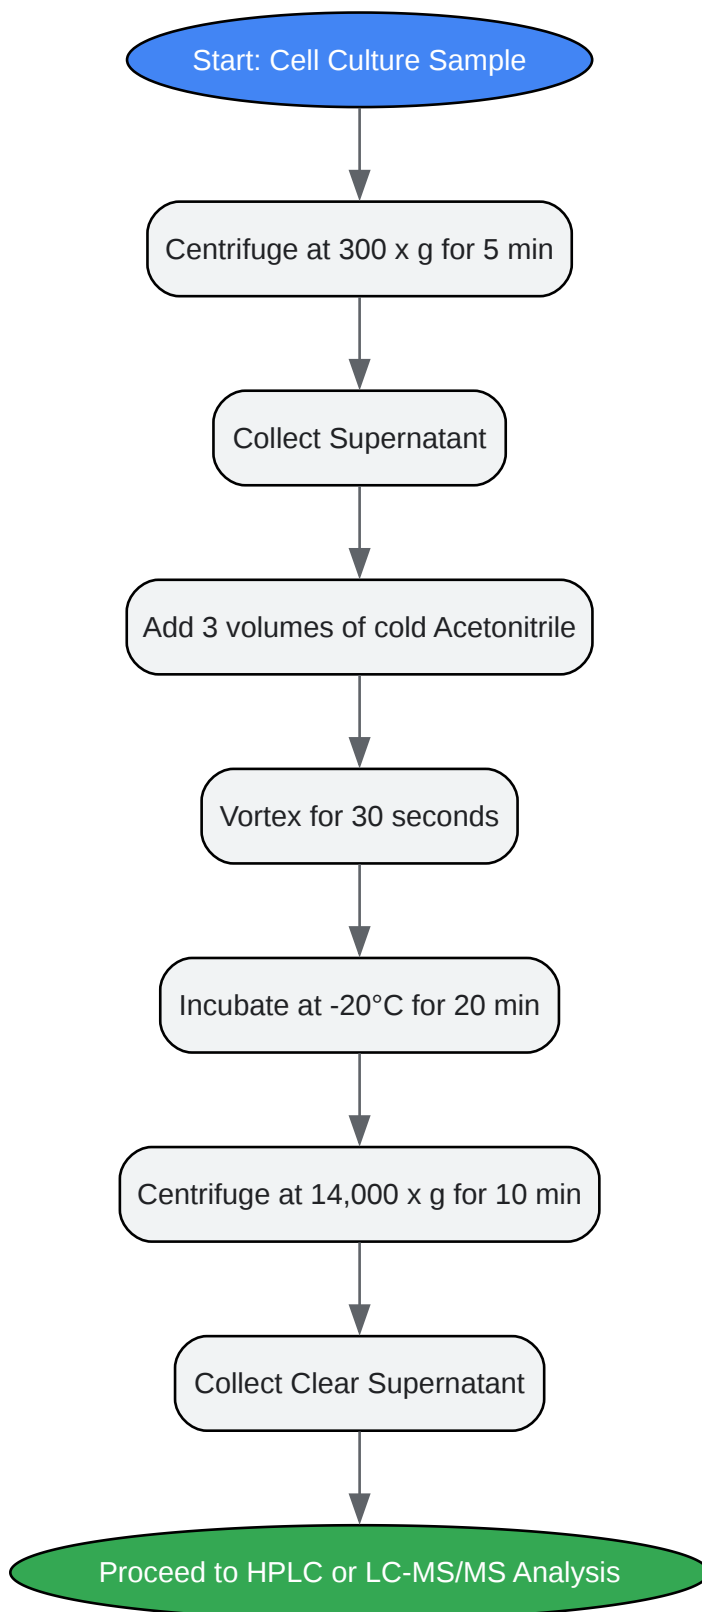 Start: Cell Culture Sample
Centrifuge at 300 x g for 5 min
Collect Supernatant
Add 3 volumes of cold Acetonitrile
Vortex for 30 seconds
Incubate at -20°C for 20 min
Centrifuge at 14,000 x g for 10 min
Collect Clear Supernatant
Proceed to HPLC or LC-MS/MS Analysis